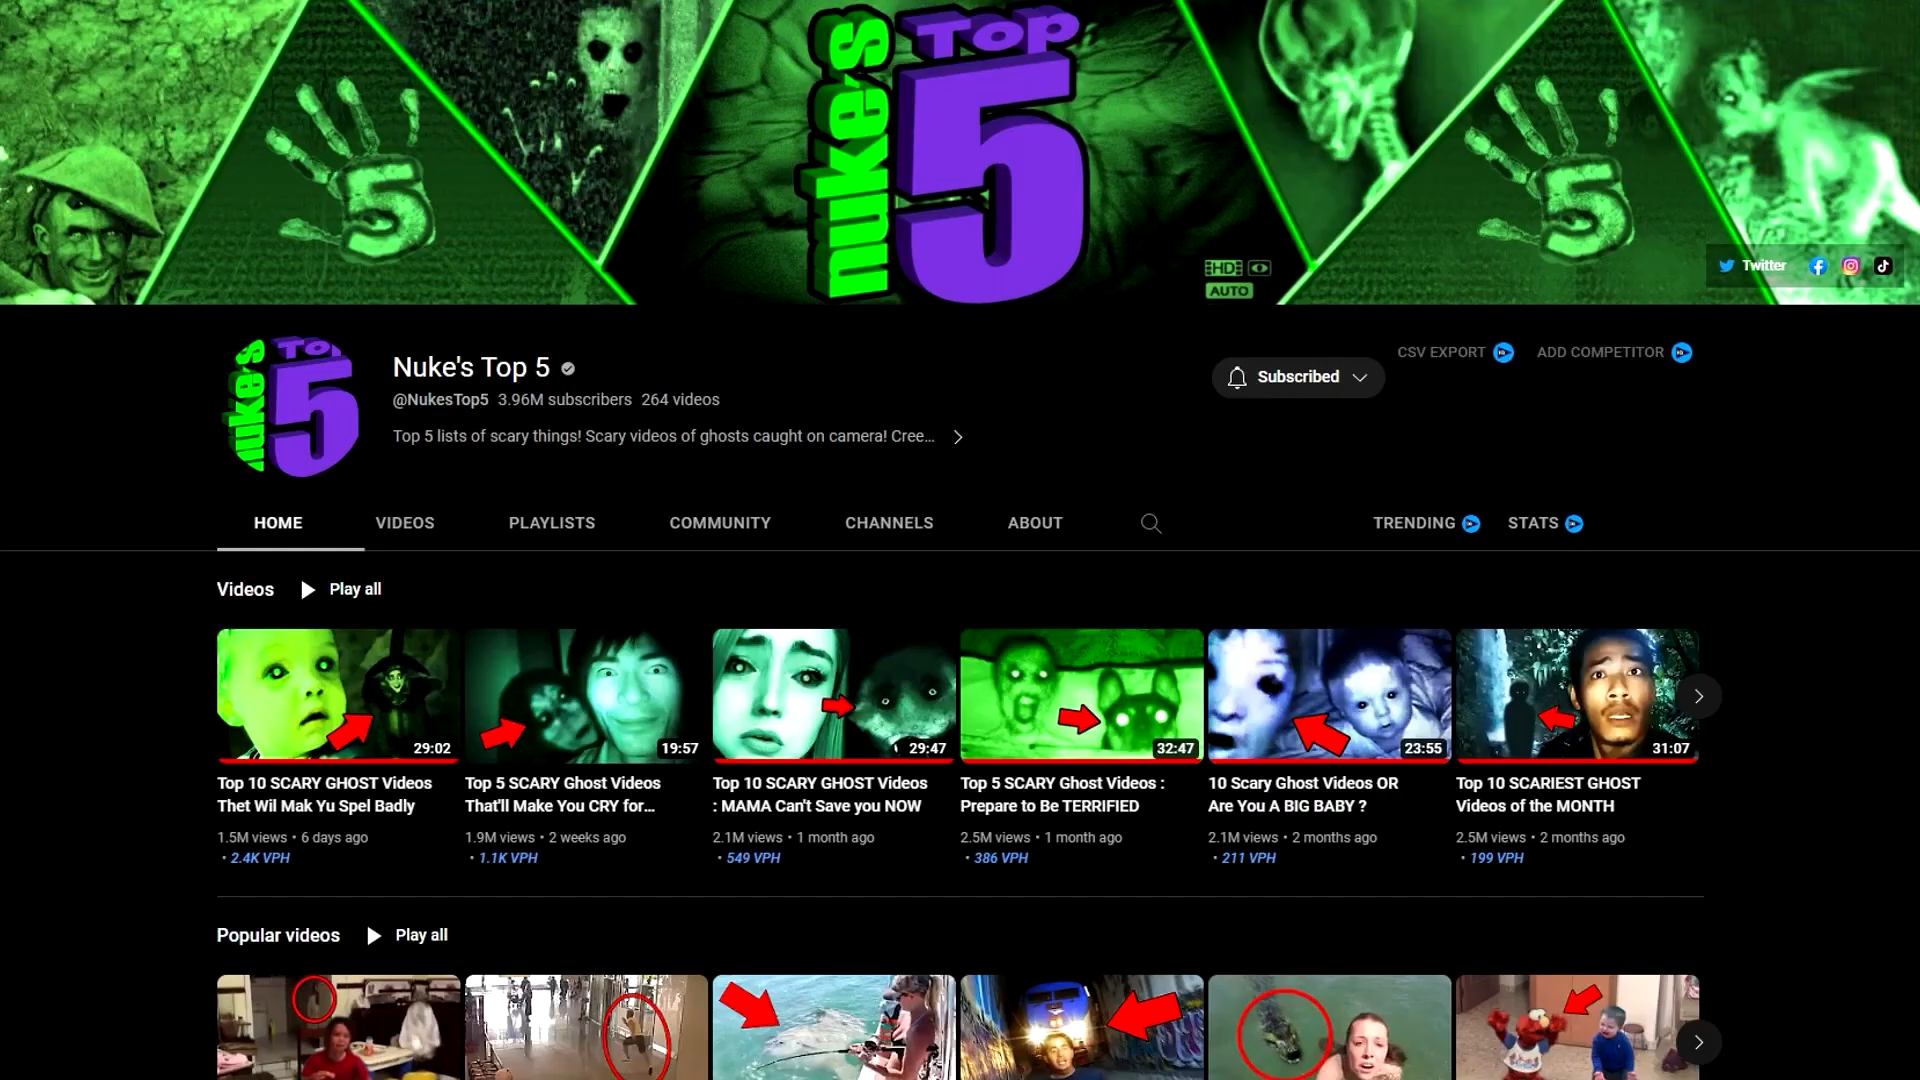 nuke's Top 5
5
5
HD
AUTO
Twitter
nuke's Top 5
Nuke's Top 5
@NukesTop5 3.96M subscribers 264 videos
Top 5 lists of scary things! Scary videos of ghosts caught on camera! Cree...
Subscribed
CSV EXPORT
ADD COMPETITOR
HOME VIDEOS PLAYLISTS COMMUNITY CHANNELS ABOUT TRENDING STATS
Videos Play all
29:02
19:57
29:47
32:47
23:55
31:07
Top 10 SCARY GHOST Videos
Thet Wil Mak Yu Spel Badly
1.5M views • 6 days ago
• 2.4K VPH
Top 5 SCARY Ghost Videos
That'll Make You CRY for...
1.9M views • 2 weeks ago
• 1.1K VPH
Top 10 SCARY GHOST Videos
: MAMA Can't Save you NOW
2.1M views • 1 month ago
• 549 VPH
Top 5 SCARY Ghost Videos :
Prepare to Be TERRIFIED
2.5M views • 1 month ago
• 386 VPH
10 Scary Ghost Videos OR
Are You A BIG BABY ?
2.1M views • 2 months ago
• 211 VPH
Top 10 SCARIEST GHOST
Videos of the MONTH
2.5M views • 2 months ago
• 199 VPH
Popular videos Play all